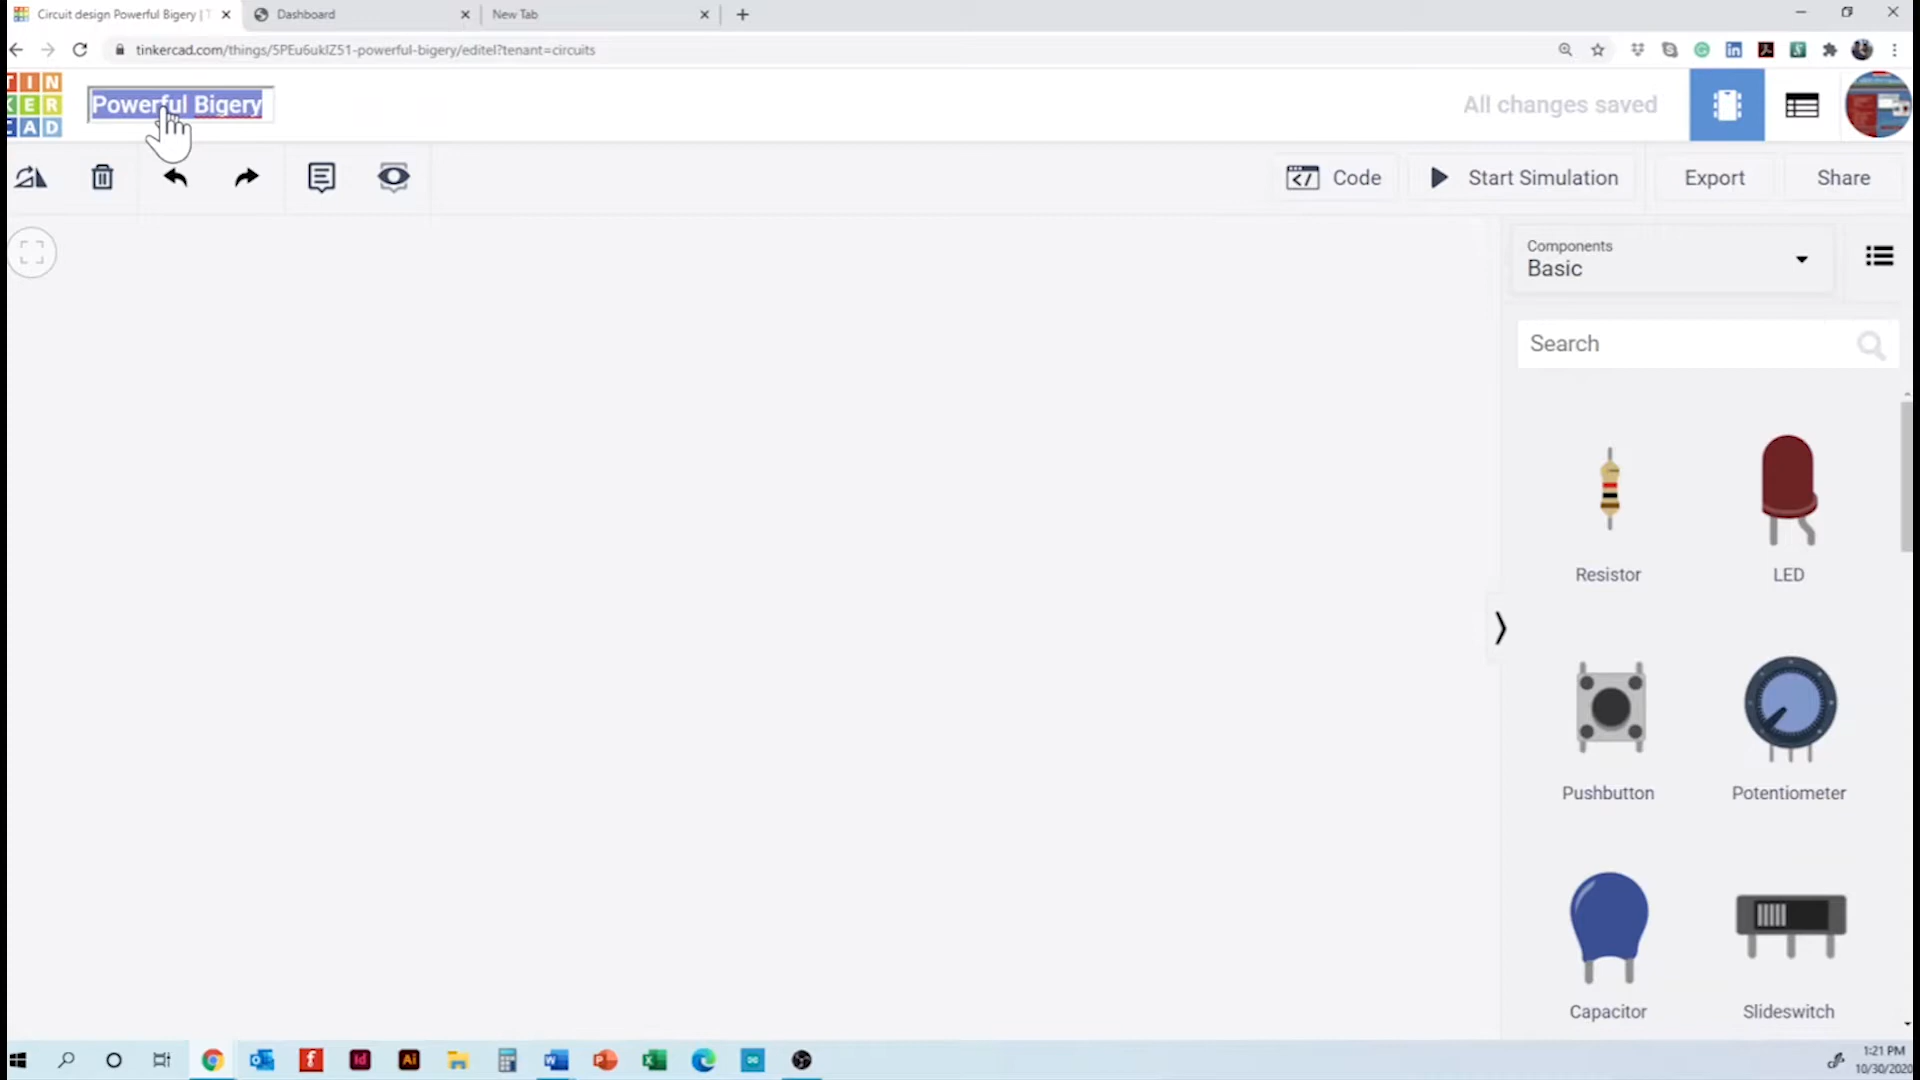 Circuit design Powerful Bigery | T
Dashboard
New Tab
tinkercad.com/things/5PEu6uklZ51-powerful-bigery/editel?tenant=circuits
TIN
KER
CAD
Powerful Bigery
All changes saved
Code
Start Simulation
Export
Share
Components
Basic
Search
Resistor
LED
Pushbutton
Potentiometer
Capacitor
Slideswitch
1:21 PM
10/30/2020